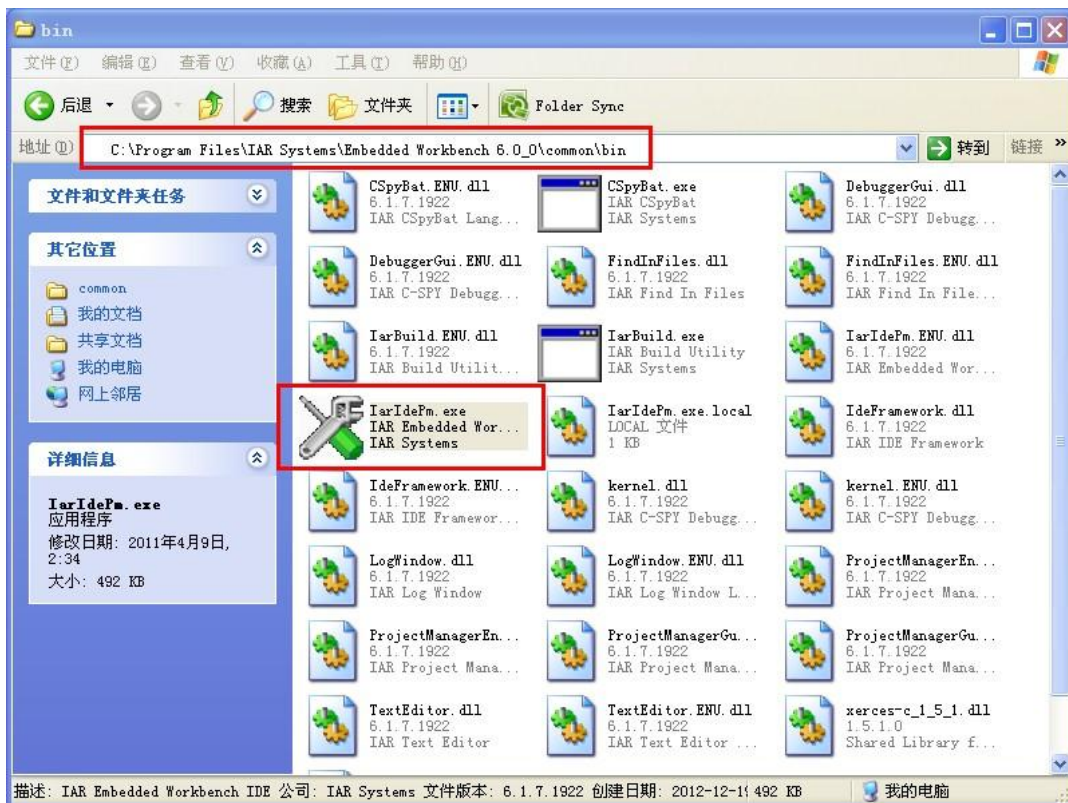 bin
文件(F) 编辑(E) 查看(V) 收藏(A) 工具(T) 帮助(H)
后退 搜索 文件夹 Folder Sync
地址(D) C:\Program Files\IAR Systems\Embedded Workbench 6.0_0\common\bin 转到 链接 »
文件和文件夹任务
其它位置
common
我的文档
共享文档
我的电脑
网上邻居
详细信息
IarIdePm.exe
应用程序
修改日期: 2011年4月9日,
2:34
大小: 492 KB
CSpyBat.ENU.dll
6.1.7.1922
IAR CSpyBat Lang...
CSpyBat.exe
IAR CSpyBat
IAR Systems
DebuggerGui.dll
6.1.7.1922
IAR C-SPY Debugg...
DebuggerGui.ENU.dll
6.1.7.1922
IAR C-SPY Debugg...
FindInFiles.dll
6.1.7.1922
IAR Find In Files
FindInFiles.ENU.dll
6.1.7.1922
IAR Find In File...
IarBuild.ENU.dll
6.1.7.1922
IAR Build Utilit...
IarBuild.exe
IAR Build Utility
IAR Systems
IarIdePm.ENU.dll
6.1.7.1922
IAR Embedded Wor...
IarIdePm.exe
IAR Embedded Wor...
IAR Systems
IarIdePm.exe.local
LOCAL 文件
1 KB
IdeFramework.dll
6.1.7.1922
IAR IDE Framework
IdeFramework.ENU...
6.1.7.1922
IAR IDE Framewor...
kernel.dll
6.1.7.1922
IAR C-SPY Debugg...
kernel.ENU.dll
6.1.7.1922
IAR C-SPY Debugg...
LogWindow.dll
6.1.7.1922
IAR Log Window
LogWindow.ENU.dll
6.1.7.1922
IAR Log Window L...
ProjectManagerEn...
6.1.7.1922
IAR Project Mana...
ProjectManagerEn...
6.1.7.1922
IAR Project Mana...
ProjectManagerGu...
6.1.7.1922
IAR Project Mana...
ProjectManagerGu...
6.1.7.1922
IAR Project Mana...
TextEditor.dll
6.1.7.1922
IAR Text Editor
TextEditor.ENU.dll
6.1.7.1922
IAR Text Editor ...
xerces-c_1_5_1.dll
1.5.1.0
Shared Library f...
描述: IAR Embedded Workbench IDE 公司: IAR Systems 文件版本: 6.1.7.1922 创建日期: 2012-12-1 492 KB 我的电脑